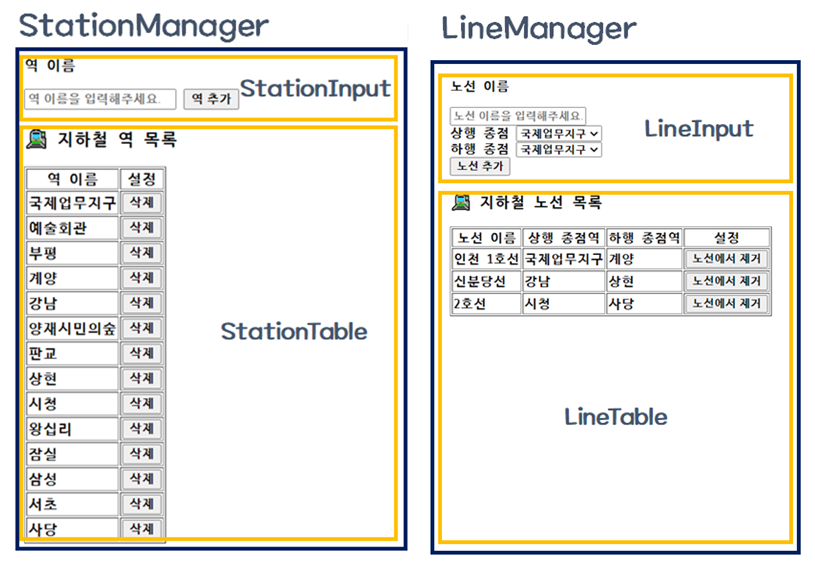 StationManager
역 이름
역 이름을 입력해주세요. 역 추가
StationInput
지하철 역 목록
역 이름 설정
국제업무지구 삭제
예술회관 삭제
부평 삭제
계양 삭제
강남 삭제
양재시민의숲 삭제
판교 삭제
상현 삭제
시청 삭제
왕십리 삭제
잠실 삭제
삼성 삭제
서초 삭제
사당 삭제
StationTable
LineManager
노선 이름
노선 이름을 입력해주세요.
상행 종점 국제업무지구
하행 종점 국제업무지구
노선 추가
LineInput
지하철 노선 목록
노선 이름 상행 종점역 하행 종점역 설정
인천 1호선 국제업무지구 계양 노선에서 제거
신분당선 강남 상현 노선에서 제거
2호선 시청 사당 노선에서 제거
LineTable